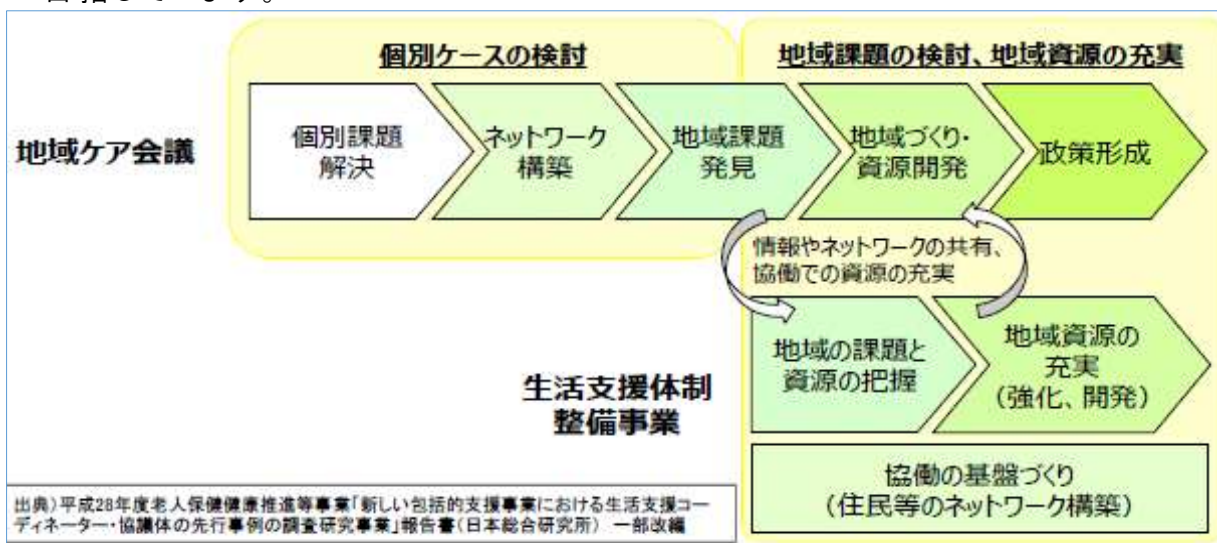 個別ケースの検討
地域課題の検討、地域資源の充実
地域ケア会議
個別課題
解決
ネットワーク
構築
地域課題
発見
地域づくり・
資源開発
政策形成
情報やネットワークの共有、
協働での資源の充実
生活支援体制
整備事業
地域の課題と
資源の把握
地域資源の
充実
（強化、開発）
協働の基盤づくり
（住民等のネットワーク構築）
出典）平成28年度老人保健健康推進等事業「新しい包括的支援事業における生活支援コー
ディネーター・協議体の先行事例の調査研究事業」報告書（日本総合研究所）　一部改編